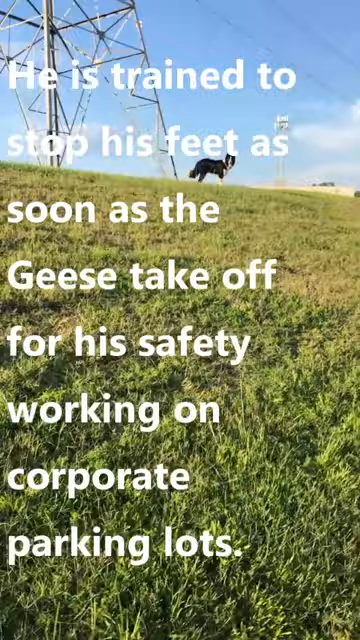 He is trained to
stop his feet as
soon as the
Geese take off
for his safety
working on
corporate
parking lots.